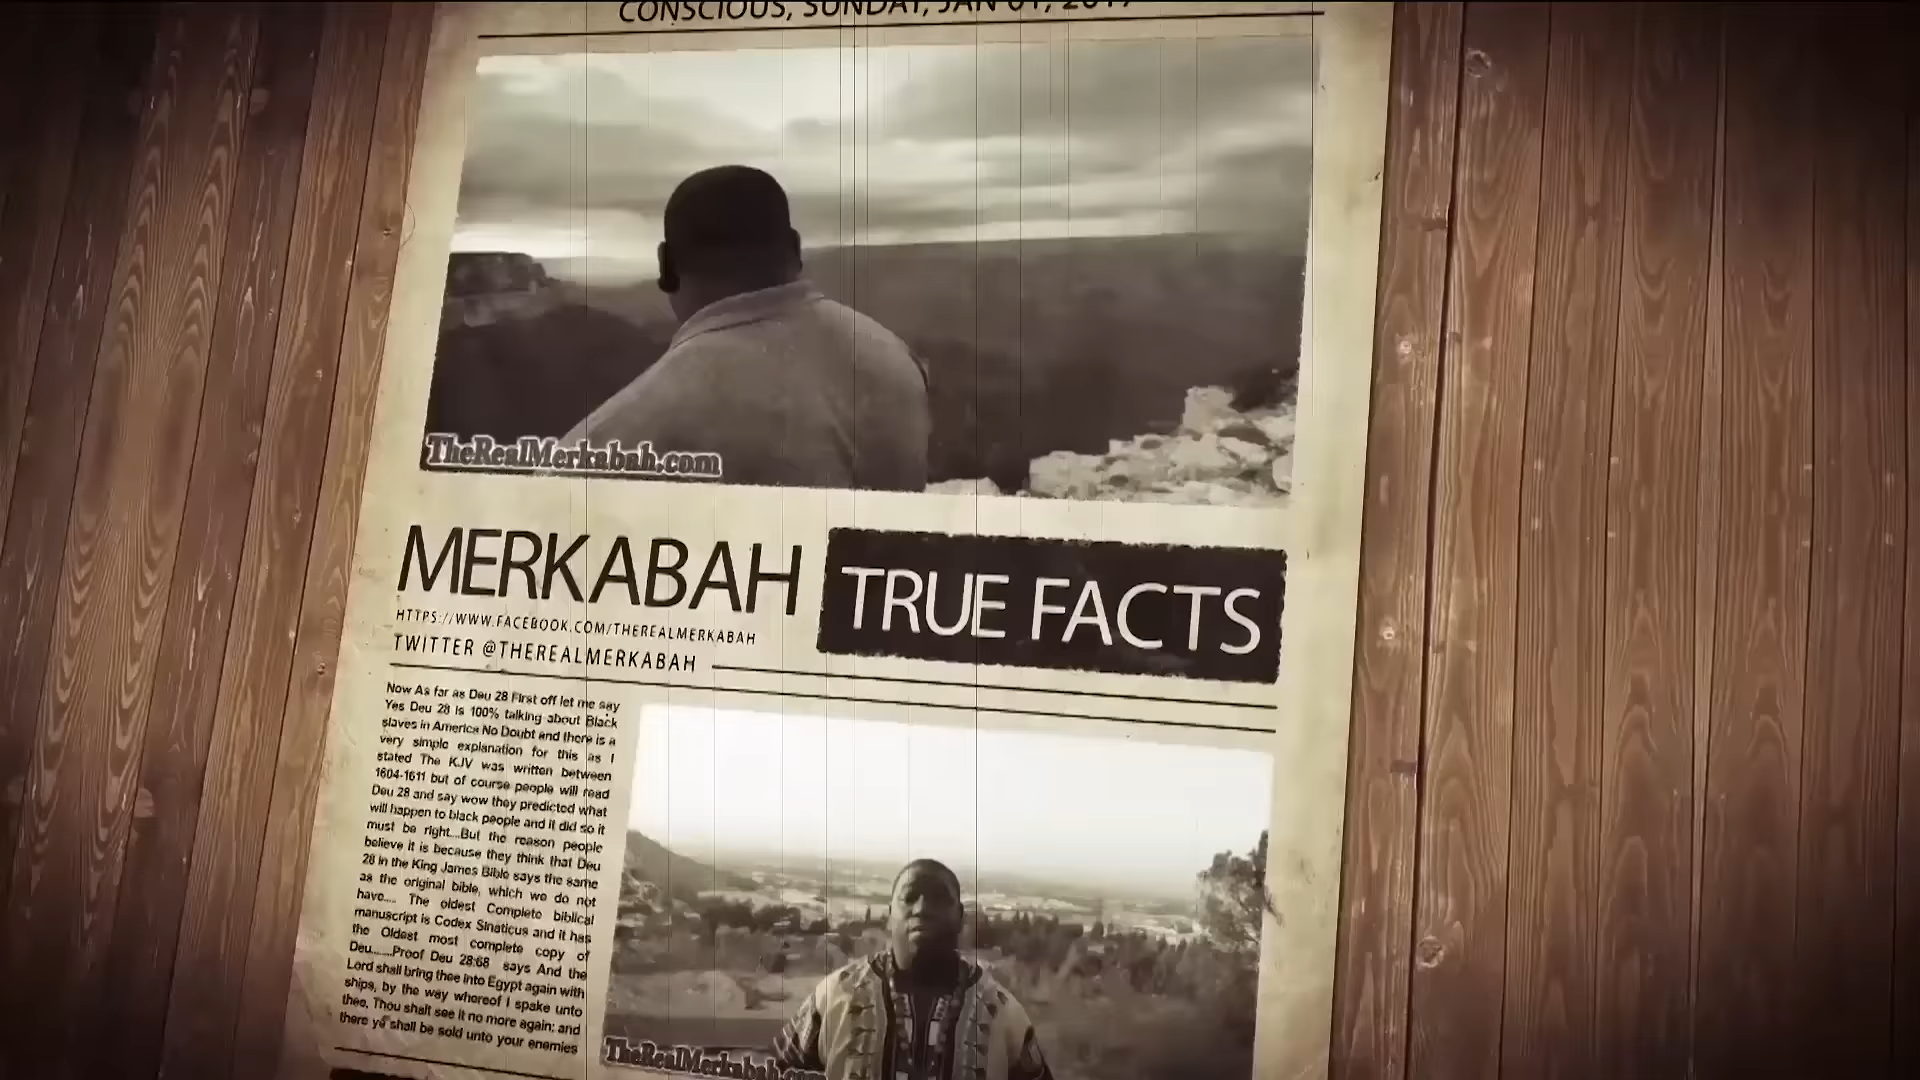 CONSCIOUS, SUNDAY, JAN 01, 2017
TheRealMerkabah.com
MERKABAH
TRUE FACTS
HTTPS://WWW.FACEBOOK.COM/THEREALMERKABAH
TWITTER @THEREALMERKABAH
Now As far as Deu 28 First off let me say
Yes Deu 28 is 100% talking about Black
slaves in America No Doubt and there is a
very simple explanation for this as I
stated The KJV was written between
1604-1611 but of course people will read
Deu 28 and say wow they predicted what
will happen to black people and it did so it
must be right...But the reason people
believe it is because they think that Deu
28 in the King James Bible says the same
as the original bible, which we do not
have.... The oldest Complete biblical
manuscript is Codex Sinaticus and it has
the Oldest most complete copy of
Deu......Proof Deu 28:68 says And the
Lord shall bring thee into Egypt again with
ships, by the way whereof I spake unto
thee, Thou shalt see it no more again: and
there ye shall be sold unto your enemies
TheRealMerkabah.com